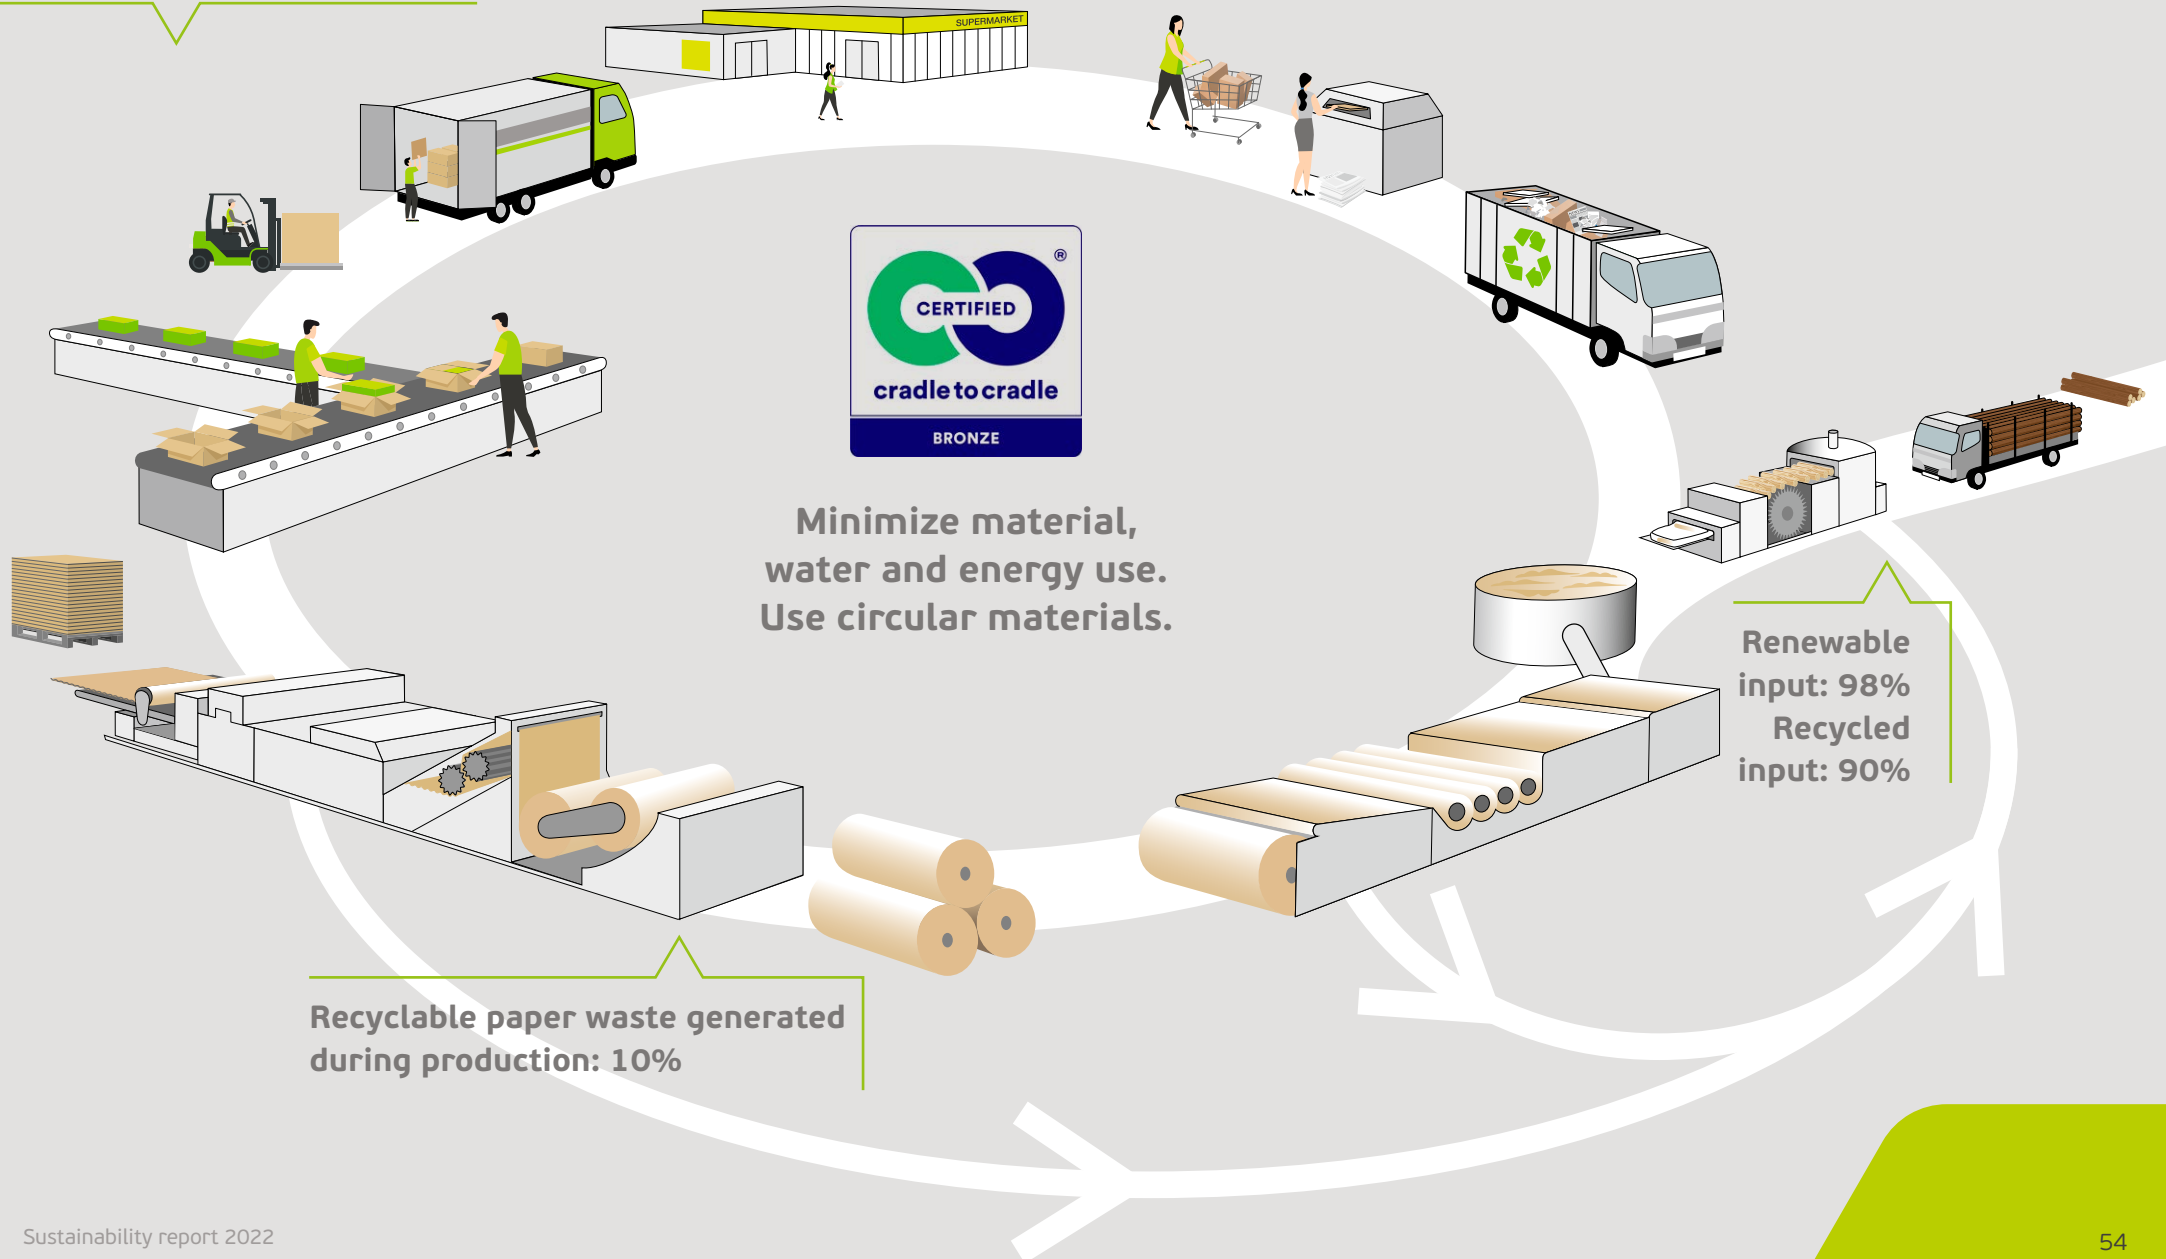 SUPERMARKET
®
CERTIFIED
cradle to cradle
BRONZE
Minimize material,
water and energy use.
Use circular materials.
Renewable
input: 98%
Recycled
input: 90%
Recyclable paper waste generated
during production: 10%
Sustainability report 2022
54